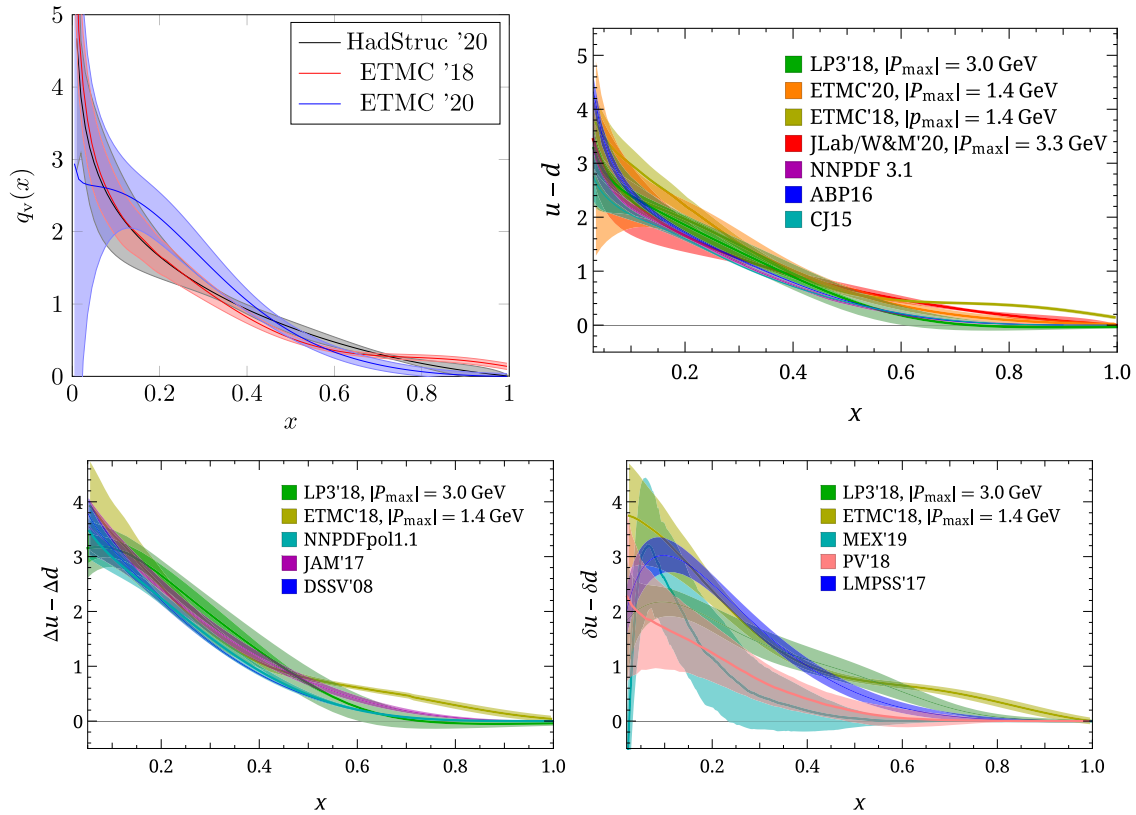 5
4
3
2
1
0
0
0.2
0.4
0.6
0.8
1
q_v(x)
x
HadStruc '20
ETMC '18
ETMC '20
LP3'18, |P_max| = 3.0 GeV
ETMC'20, |P_max| = 1.4 GeV
ETMC'18, |p_max| = 1.4 GeV
JLab/W&M'20, |P_max| = 3.3 GeV
NNPDF 3.1
ABP16
CJ15
5
4
3
2
1
0
u − d
0.2
0.4
0.6
0.8
1.0
x
LP3'18, |P_max| = 3.0 GeV
ETMC'18, |P_max| = 1.4 GeV
NNPDFpol1.1
JAM'17
DSSV'08
4
3
2
1
0
Δu − Δd
0.2
0.4
0.6
0.8
1.0
x
LP3'18, |P_max| = 3.0 GeV
ETMC'18, |P_max| = 1.4 GeV
MEX'19
PV'18
LMPSS'17
4
3
2
1
0
δu − δd
0.2
0.4
0.6
0.8
1.0
x